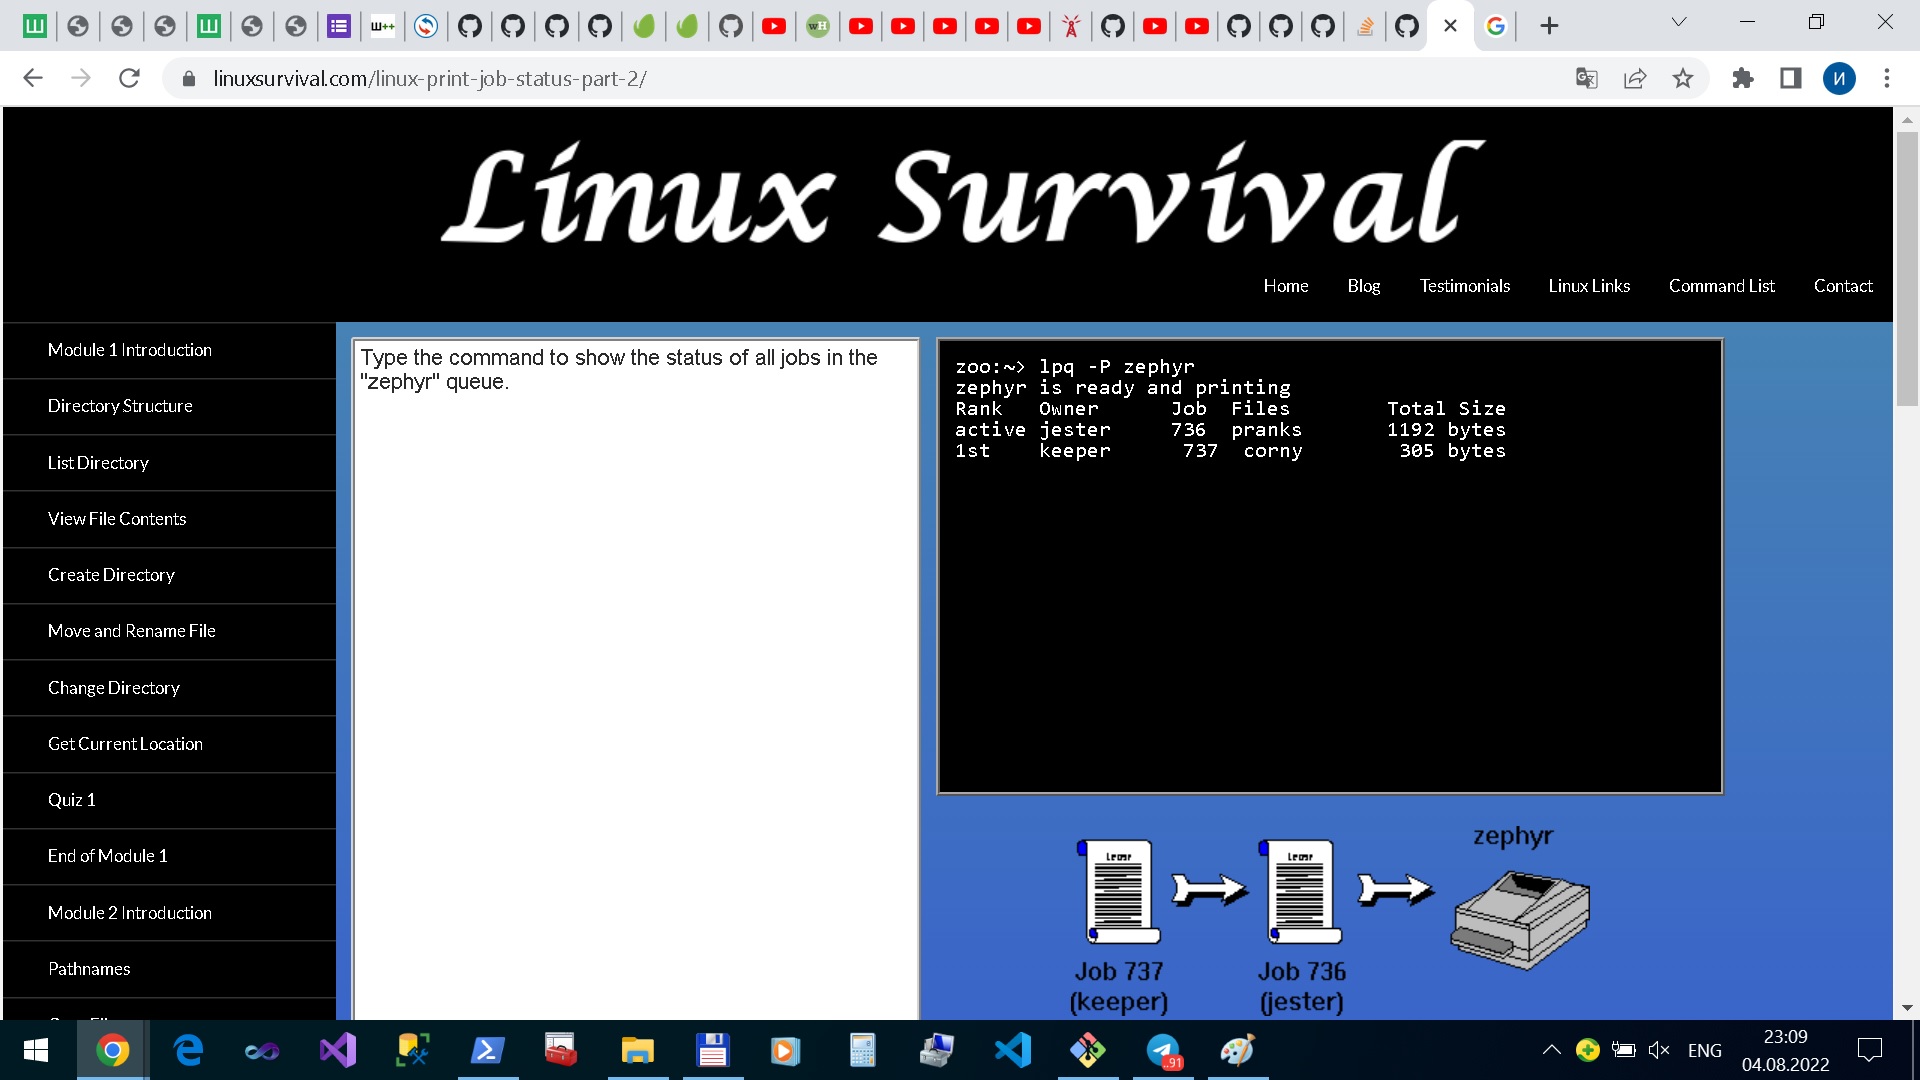 linuxsurvival.com/linux-print-job-status-part-2/
И
Linux Survival
Home Blog Testimonials Linux Links Command List Contact
Module 1 Introduction
Directory Structure
List Directory
View File Contents
Create Directory
Move and Rename File
Change Directory
Get Current Location
Quiz 1
End of Module 1
Module 2 Introduction
Pathnames
Type the command to show the status of all jobs in the
"zephyr" queue.
zoo:~> lpq -P zephyr
zephyr is ready and printing
Rank Owner Job Files Total Size
active jester 736 pranks 1192 bytes
1st keeper 737 corny 305 bytes
zephyr
Job 737
(keeper)
Job 736
(jester)
91
ENG
23:09
04.08.2022